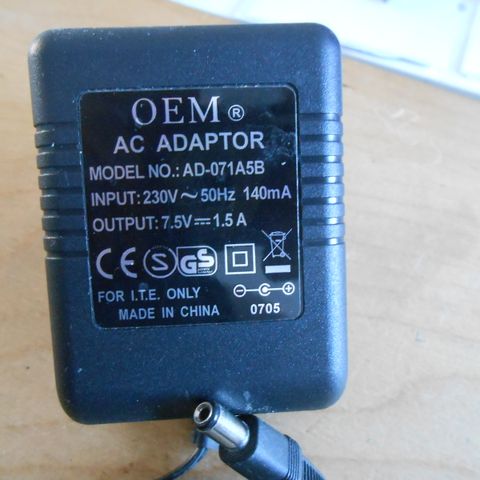 OEM ®
AC ADAPTOR
MODEL NO.: AD-071A5B
INPUT: 230V ~ 50Hz 140mA
OUTPUT: 7.5V ⎓ 1.5 A
CE S GS
FOR I.T.E. ONLY
MADE IN CHINA
0705